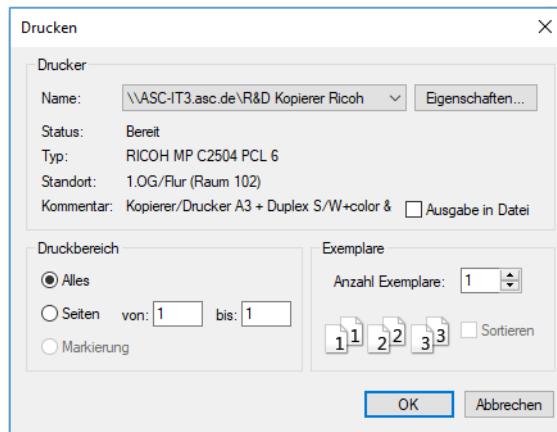 Drucken
Drucker
Name: \\ASC-IT3.asc.de\R&D Kopierer Ricoh Eigenschaften...
Status: Bereit
Typ: RICOH MP C2504 PCL 6
Standort: 1.OG/Flur (Raum 102)
Kommentar: Kopierer/Drucker A3 + Duplex S/W+color & Ausgabe in Datei
Druckbereich
Alles
Seiten von: 1 bis: 1
Markierung
Exemplare
Anzahl Exemplare: 1
1 1 2 2 3 3 Sortieren
OK Abbrechen